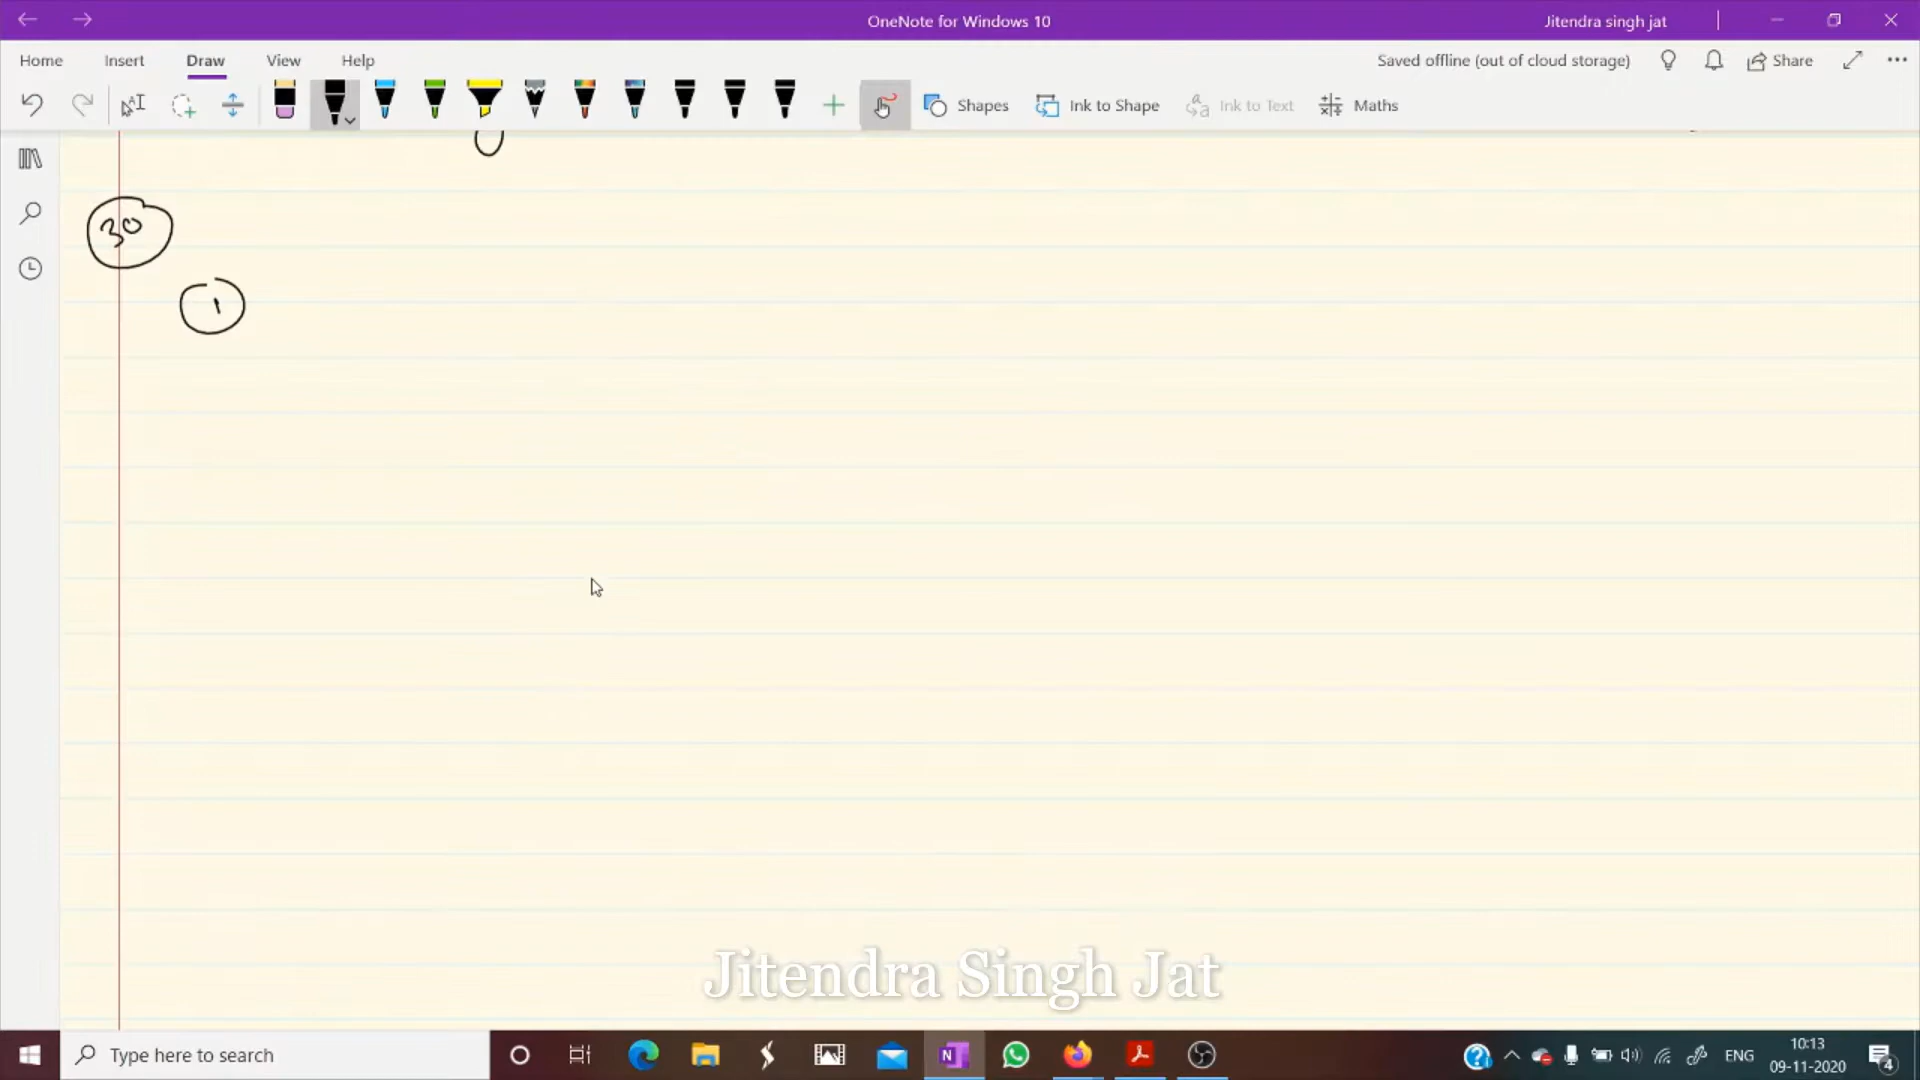 OneNote for Windows 10
Jitendra singh jat
Home Insert Draw View Help
Saved offline (out of cloud storage) Share
Shapes Ink to Shape Ink to Text Maths
30
1
Jitendra Singh Jat
Type here to search
ENG
10:13
09-11-2020
4